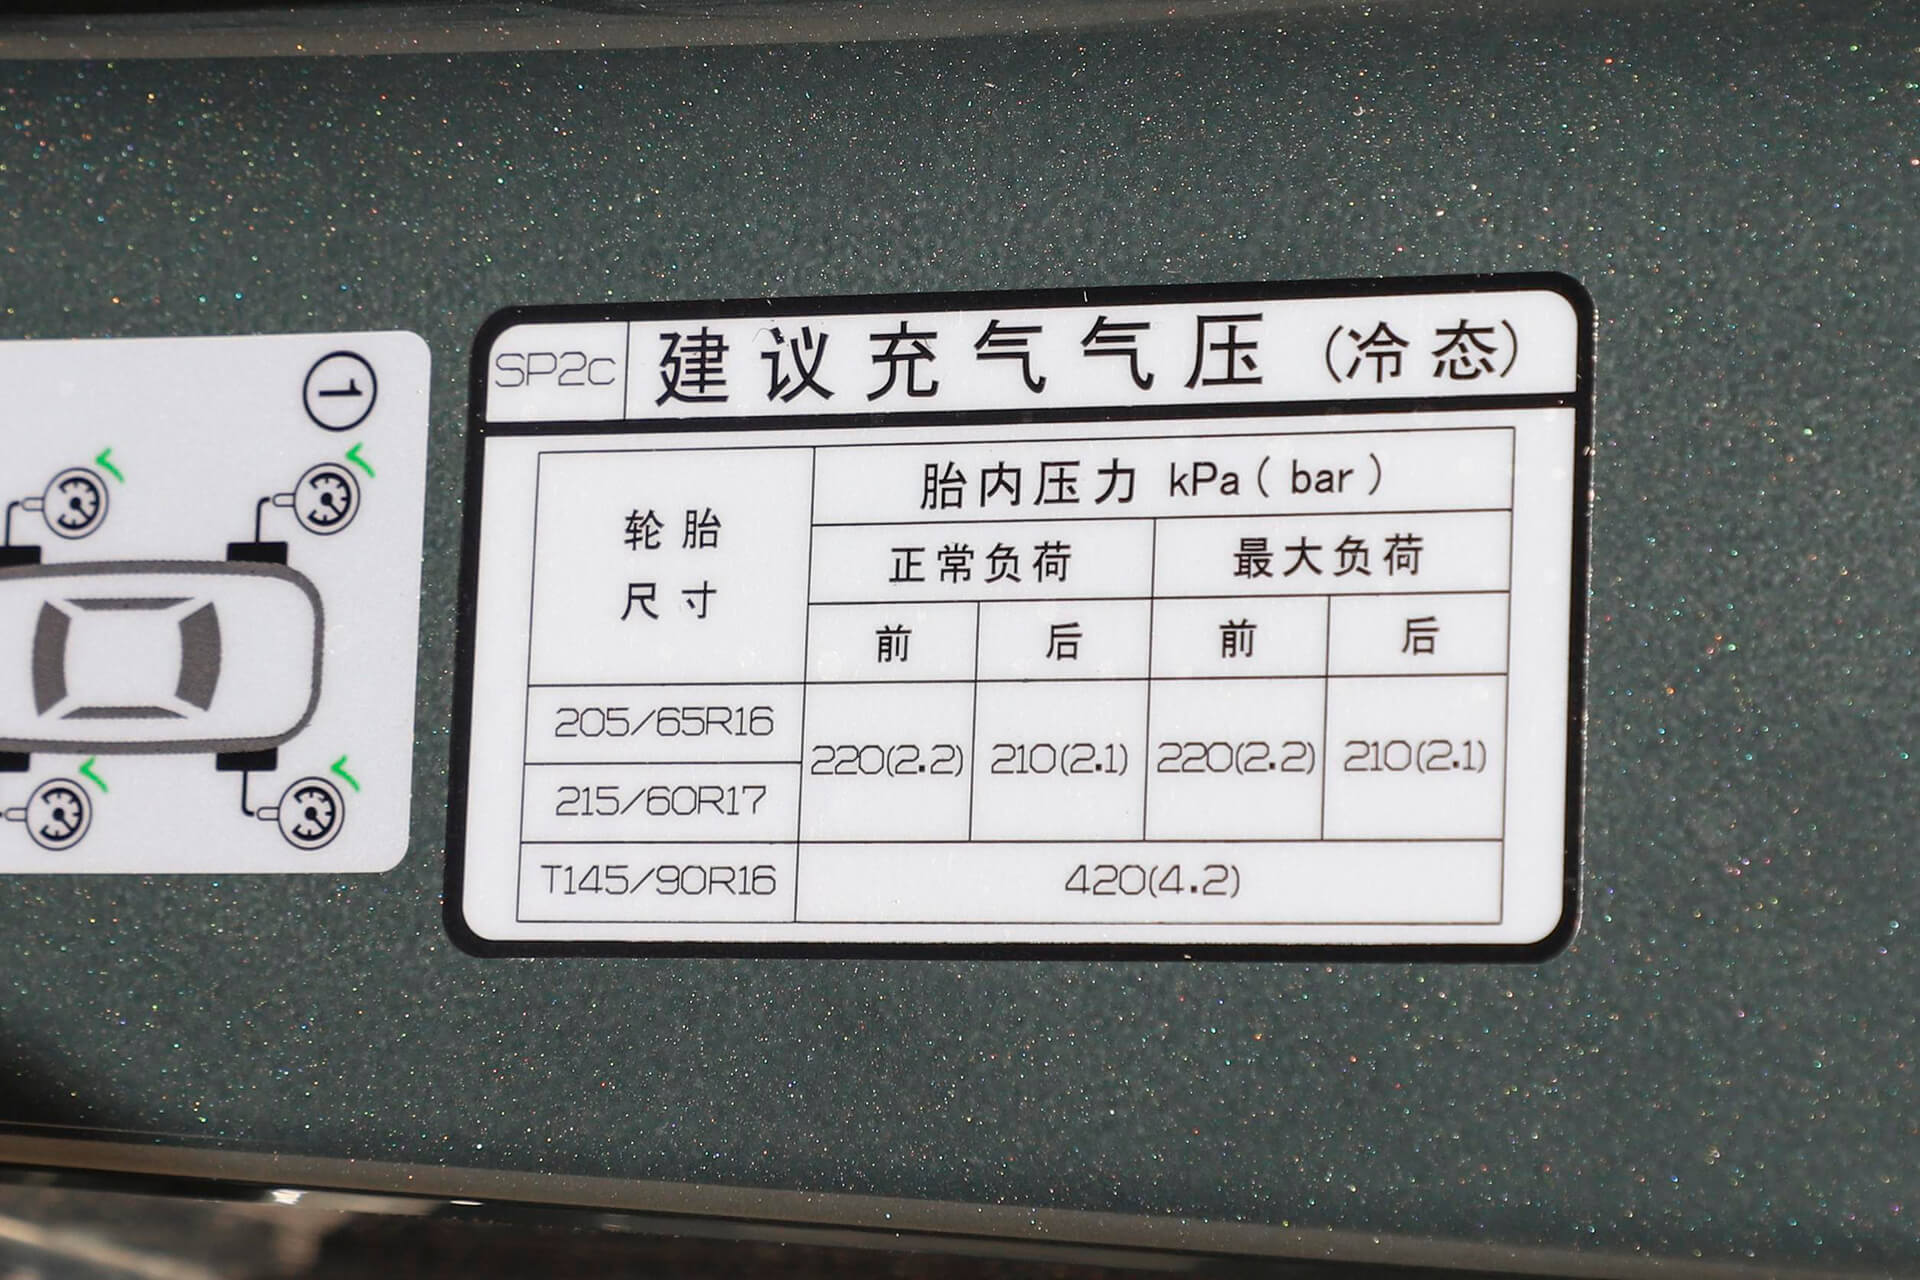 1
SP2c 建议充气气压 (冷态)
轮胎尺寸 胎内压力 kPa ( bar )
正常负荷 最大负荷
前 后 前 后
205/65R16
220(2.2) 210(2.1) 220(2.2) 210(2.1)
215/60R17
T145/90R16 420(4.2)